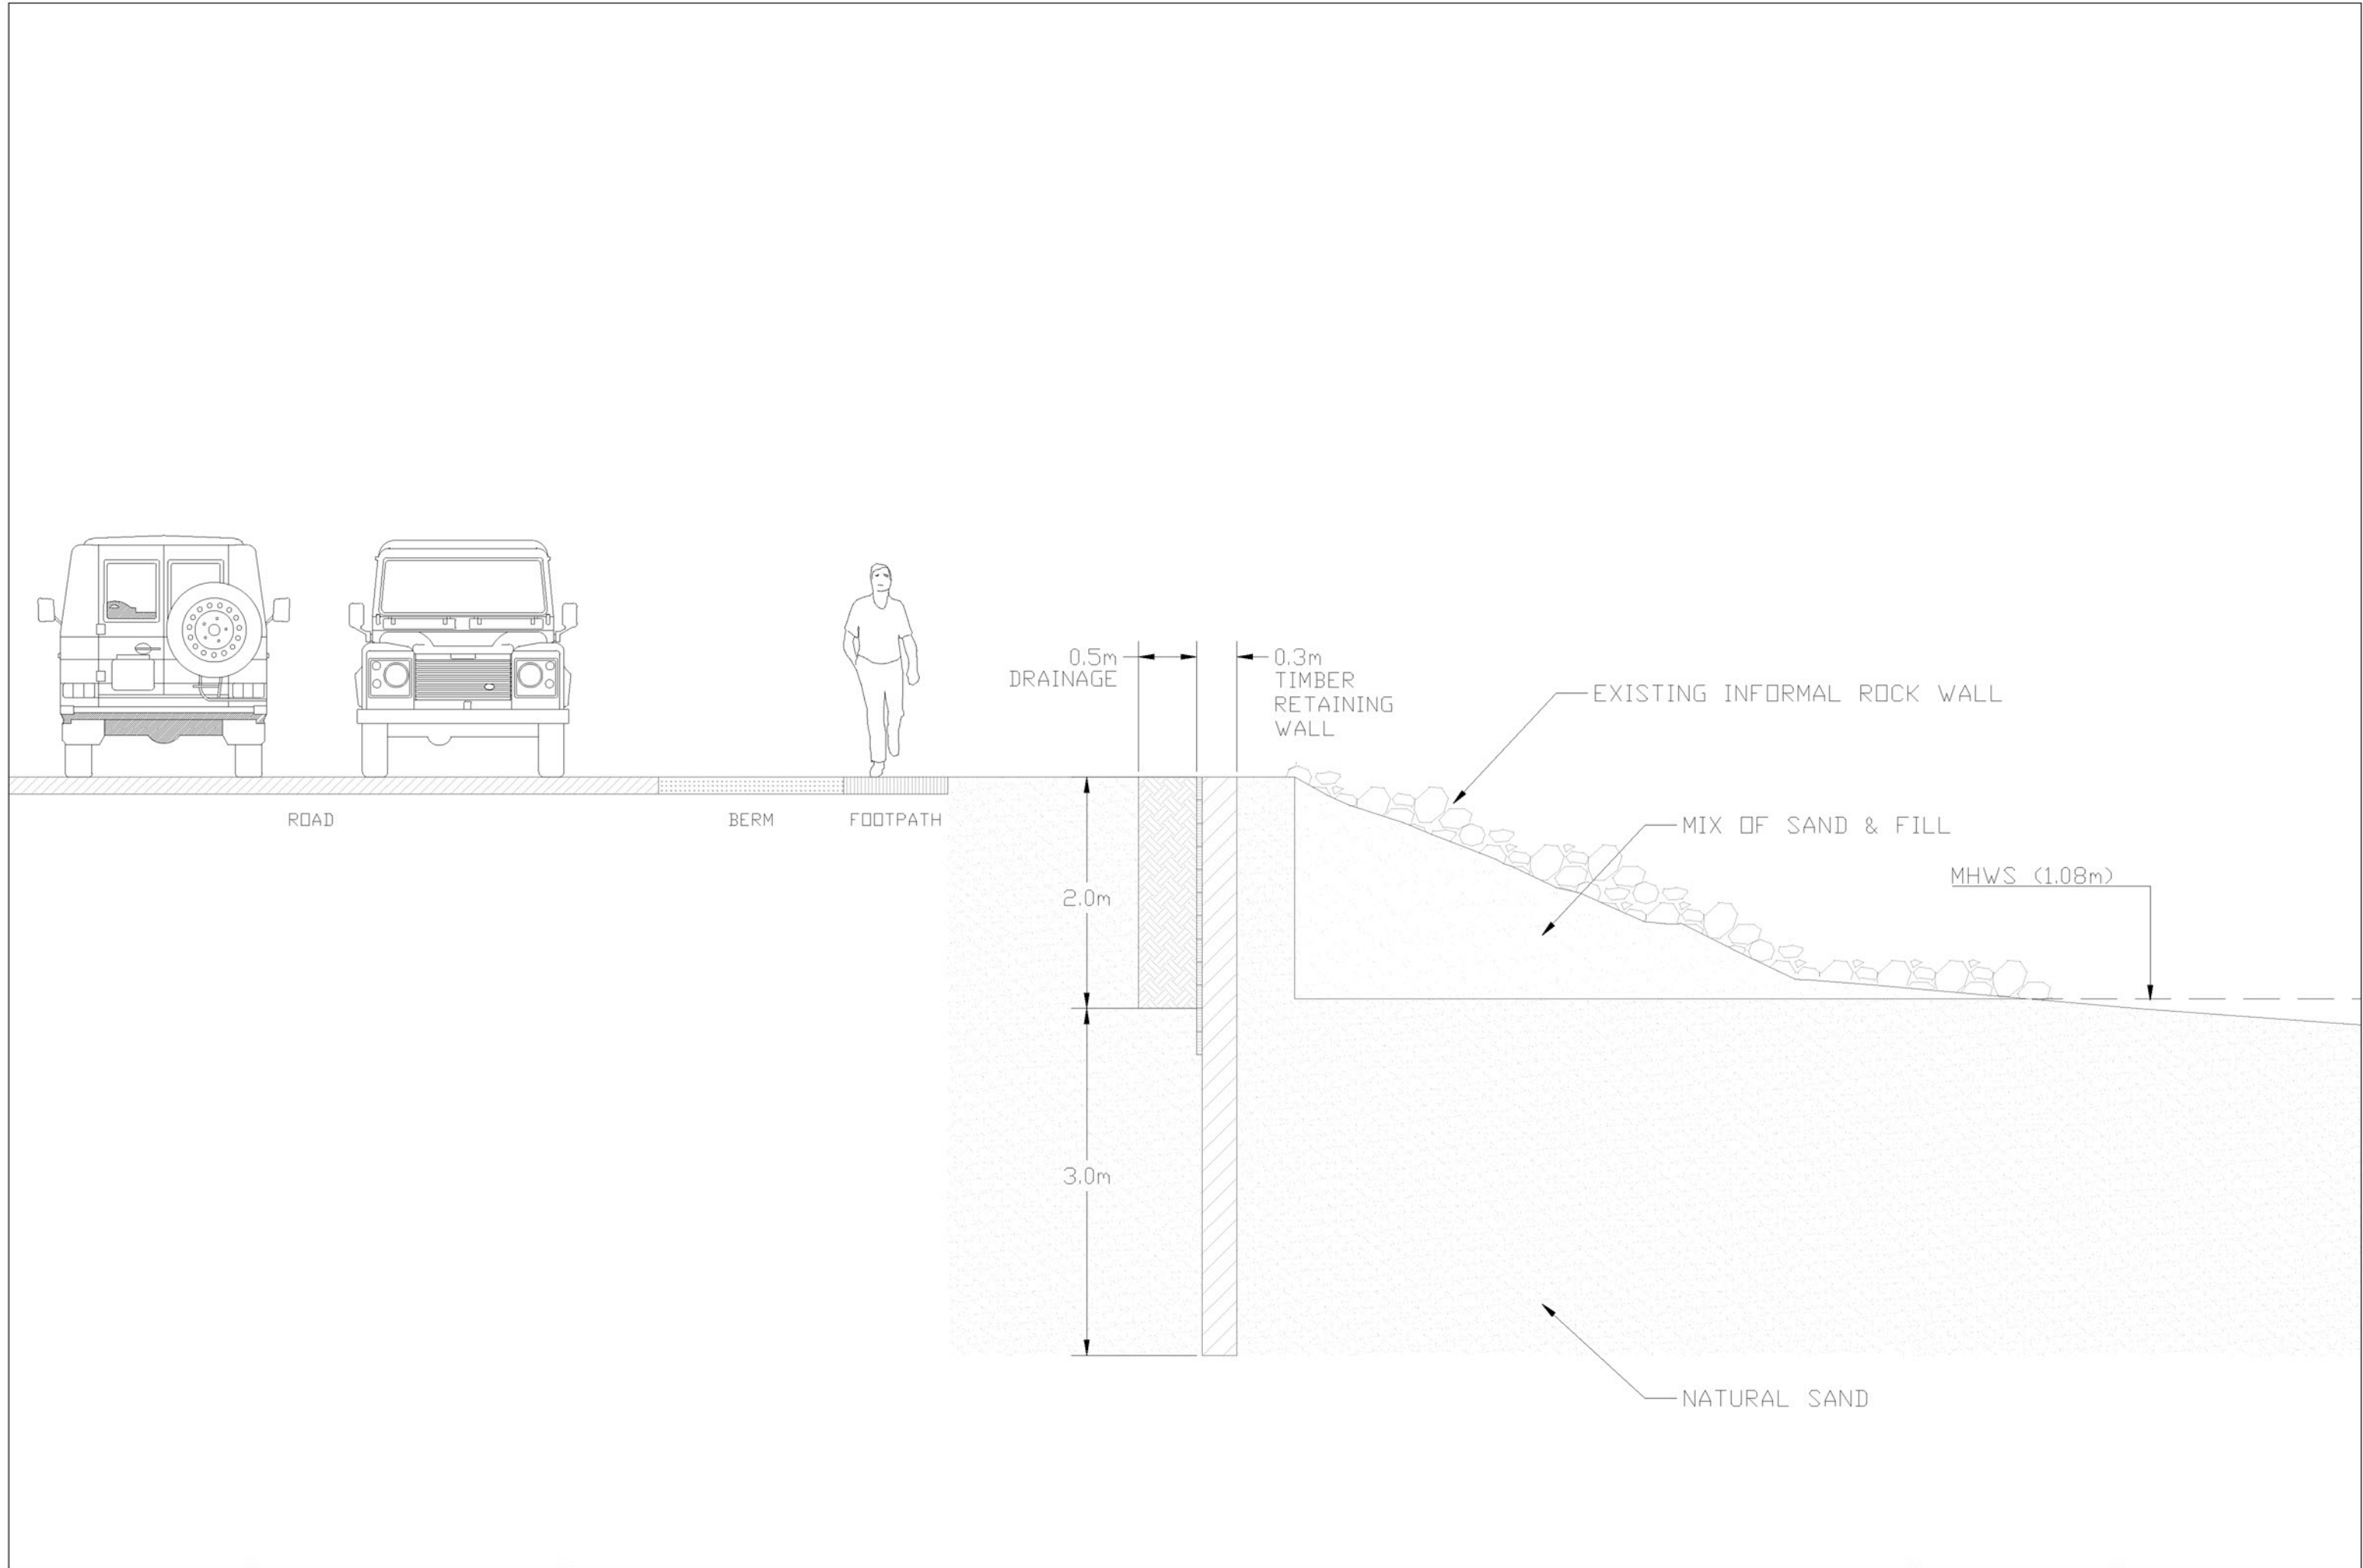 0.5m
DRAINAGE
0.3m
TIMBER
RETAINING
WALL
EXISTING INFORMAL ROCK WALL
ROAD
BERM
FOOTPATH
MIX OF SAND & FILL
MHWS (1.08m)
2.0m
3.0m
NATURAL SAND